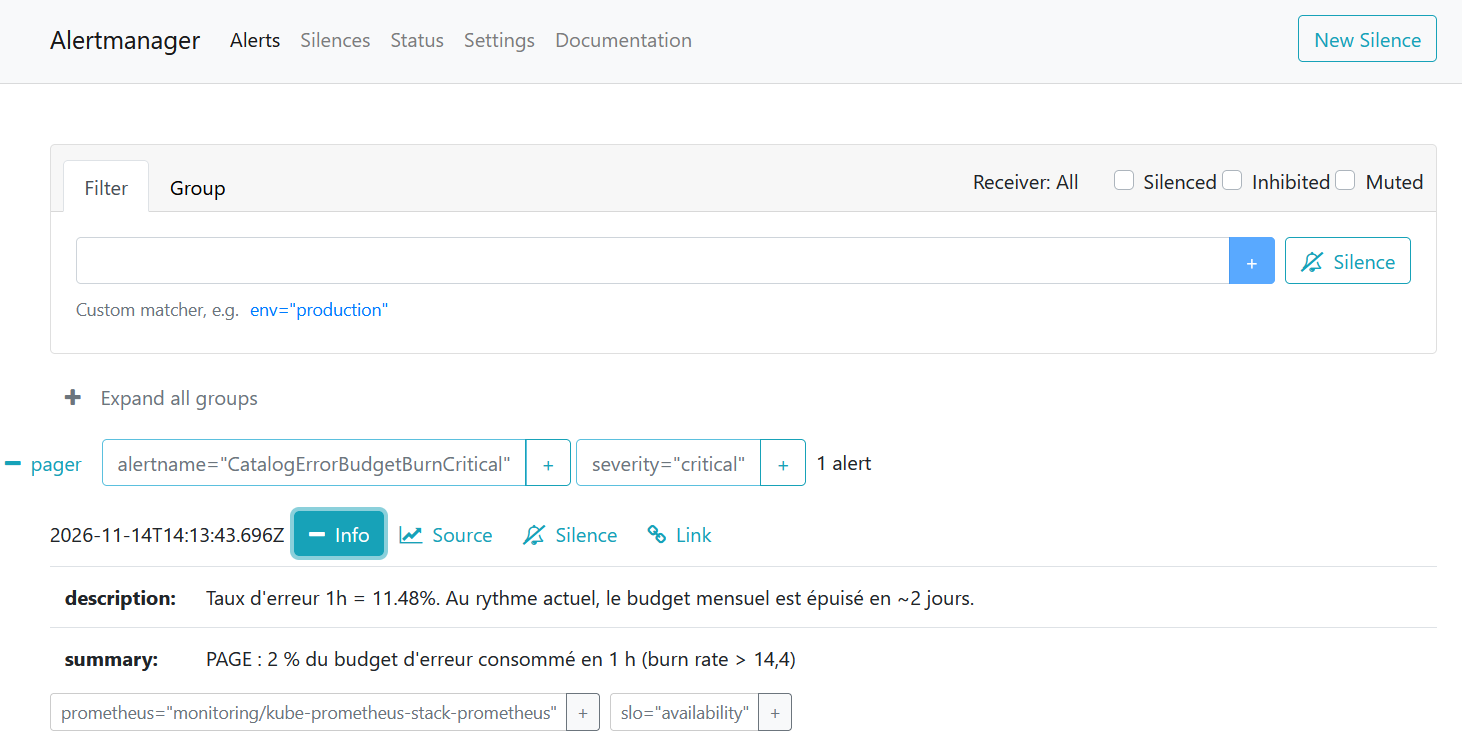 Alertmanager Alerts Silences Status Settings Documentation New Silence
Filter Group Receiver: All Silenced Inhibited Muted
+ Silence
Custom matcher, e.g. env="production"
+ Expand all groups
− pager alertname="CatalogErrorBudgetBurnCritical" + severity="critical" + 1 alert
2026-11-14T14:13:43.696Z − Info Source Silence Link
description: Taux d'erreur 1h = 11.48%. Au rythme actuel, le budget mensuel est épuisé en ~2 jours.
summary: PAGE : 2 % du budget d'erreur consommé en 1 h (burn rate > 14,4)
prometheus="monitoring/kube-prometheus-stack-prometheus" + slo="availability" +